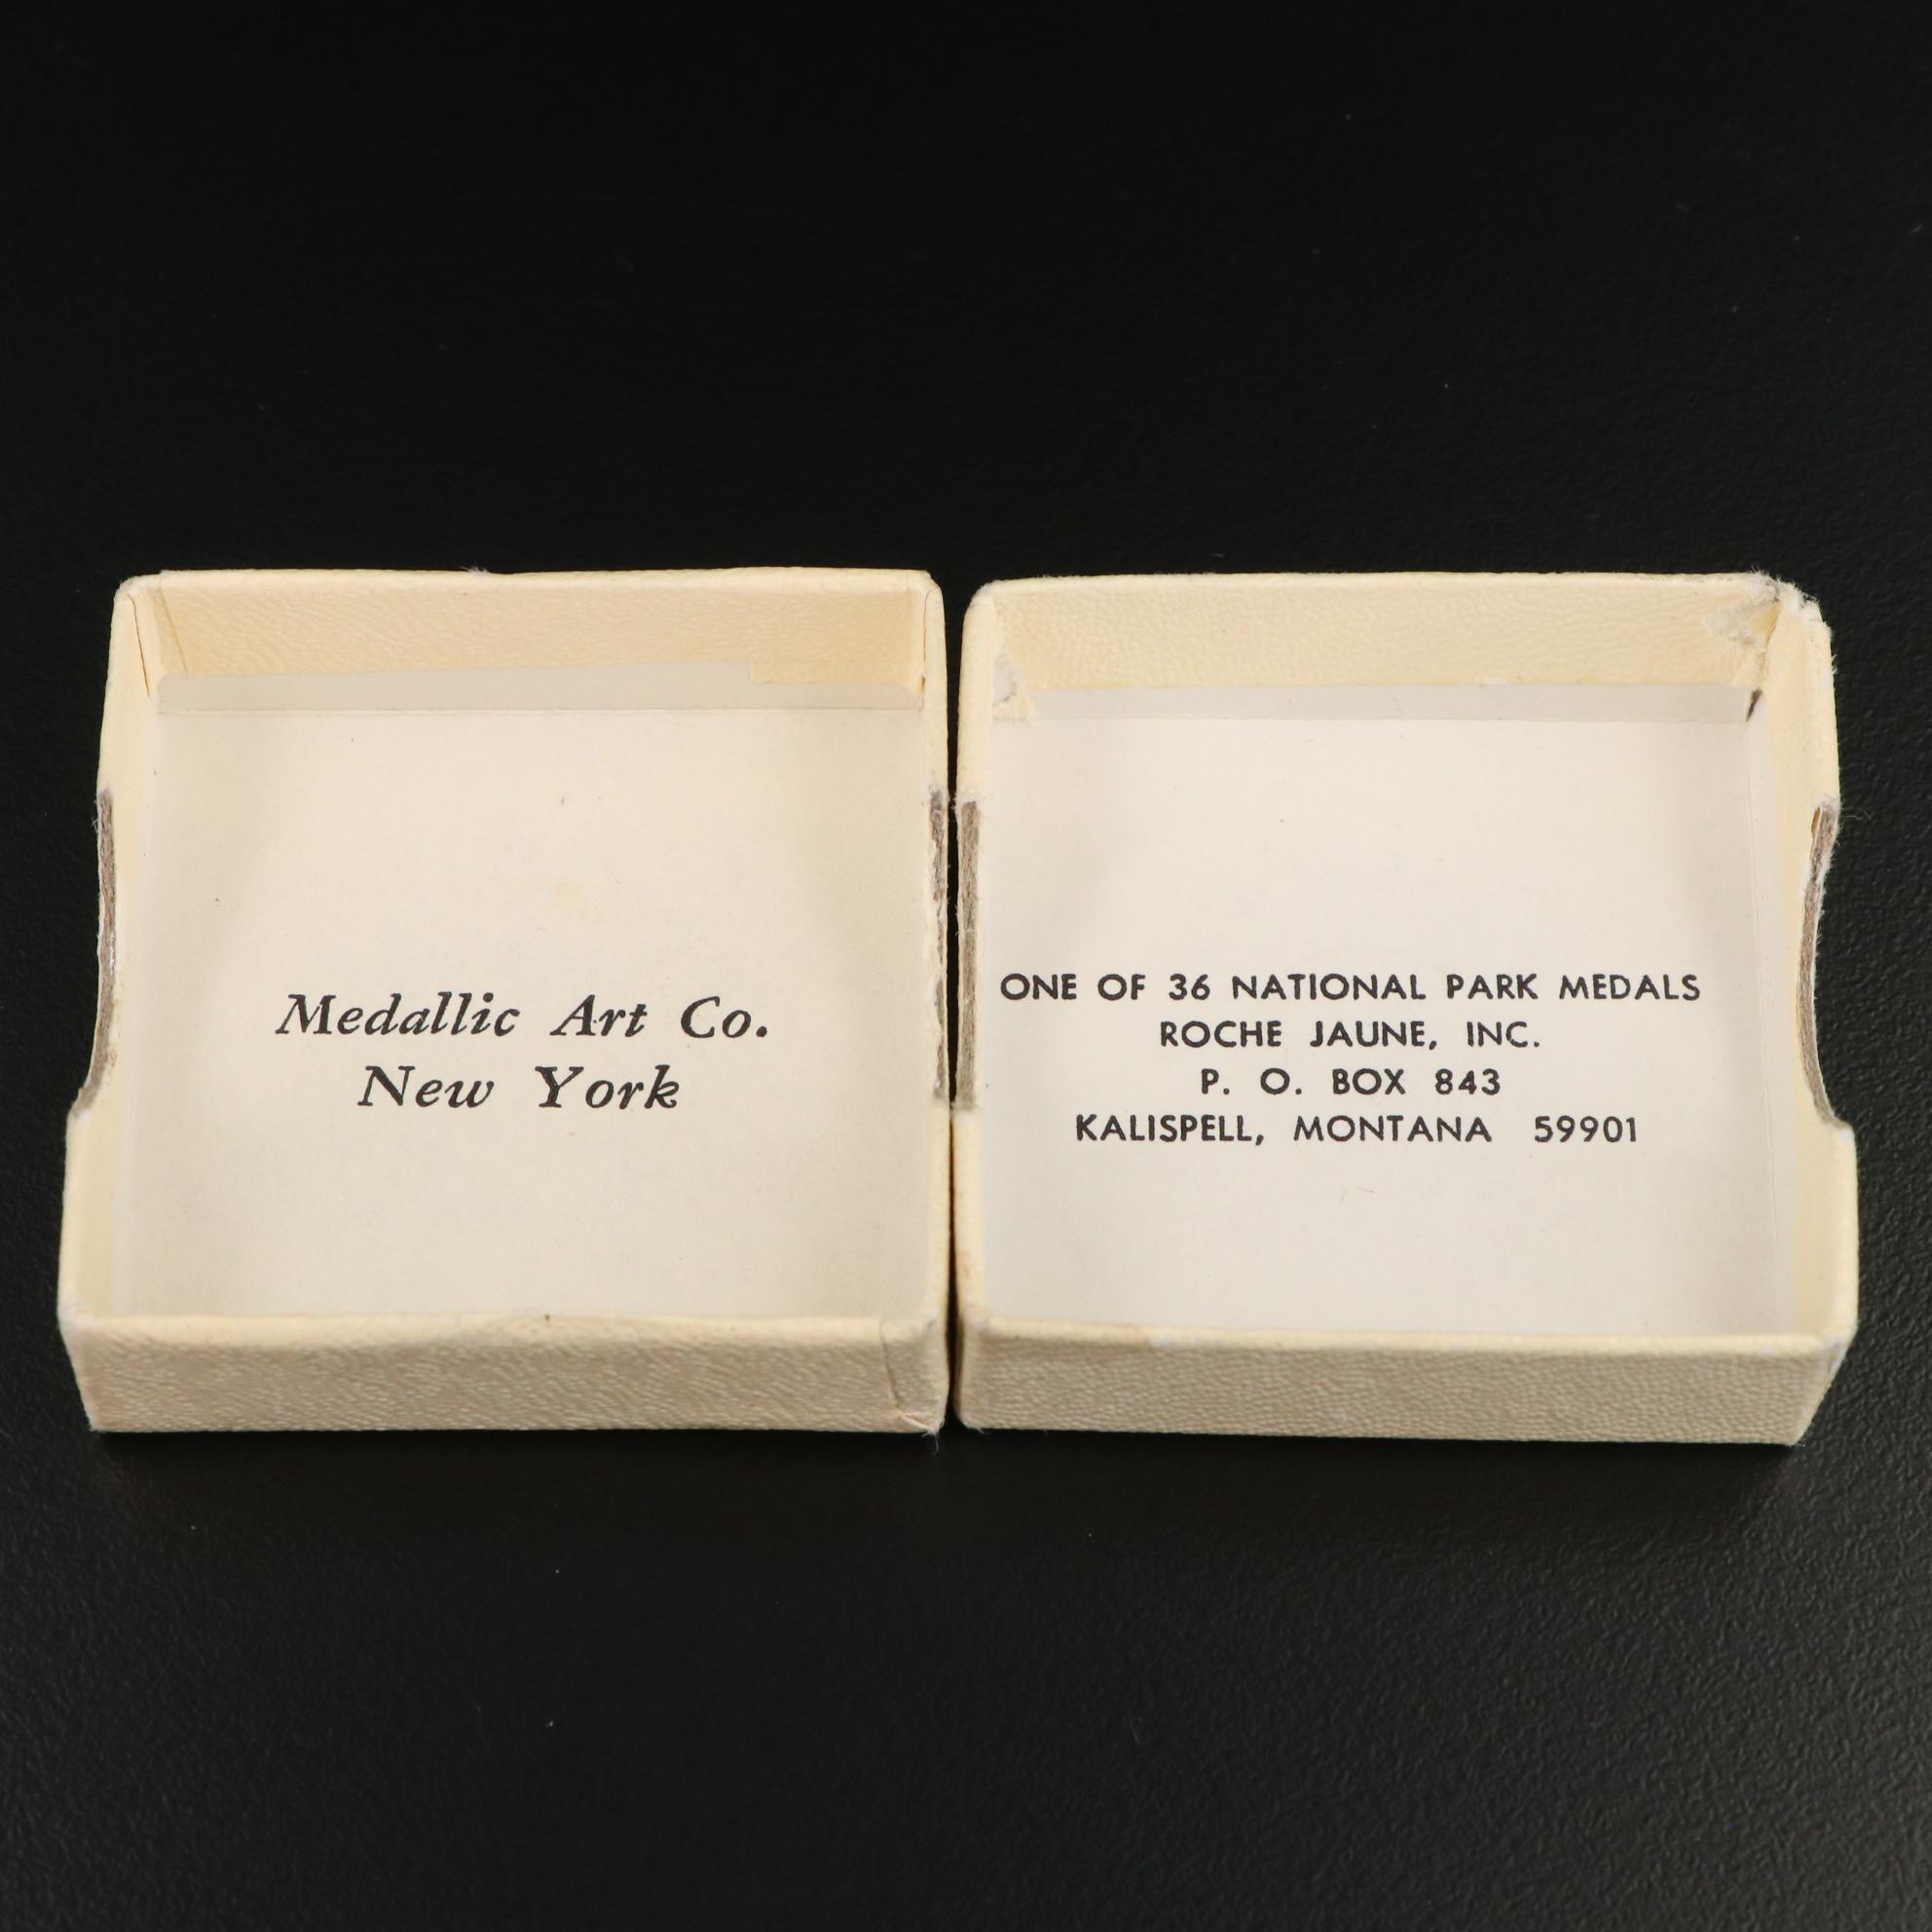 Medallic Art Co.
New York
ONE OF 36 NATIONAL PARK MEDALS
ROCHE JAUNE, INC.
P. O. BOX 843
KALISPELL, MONTANA 59901